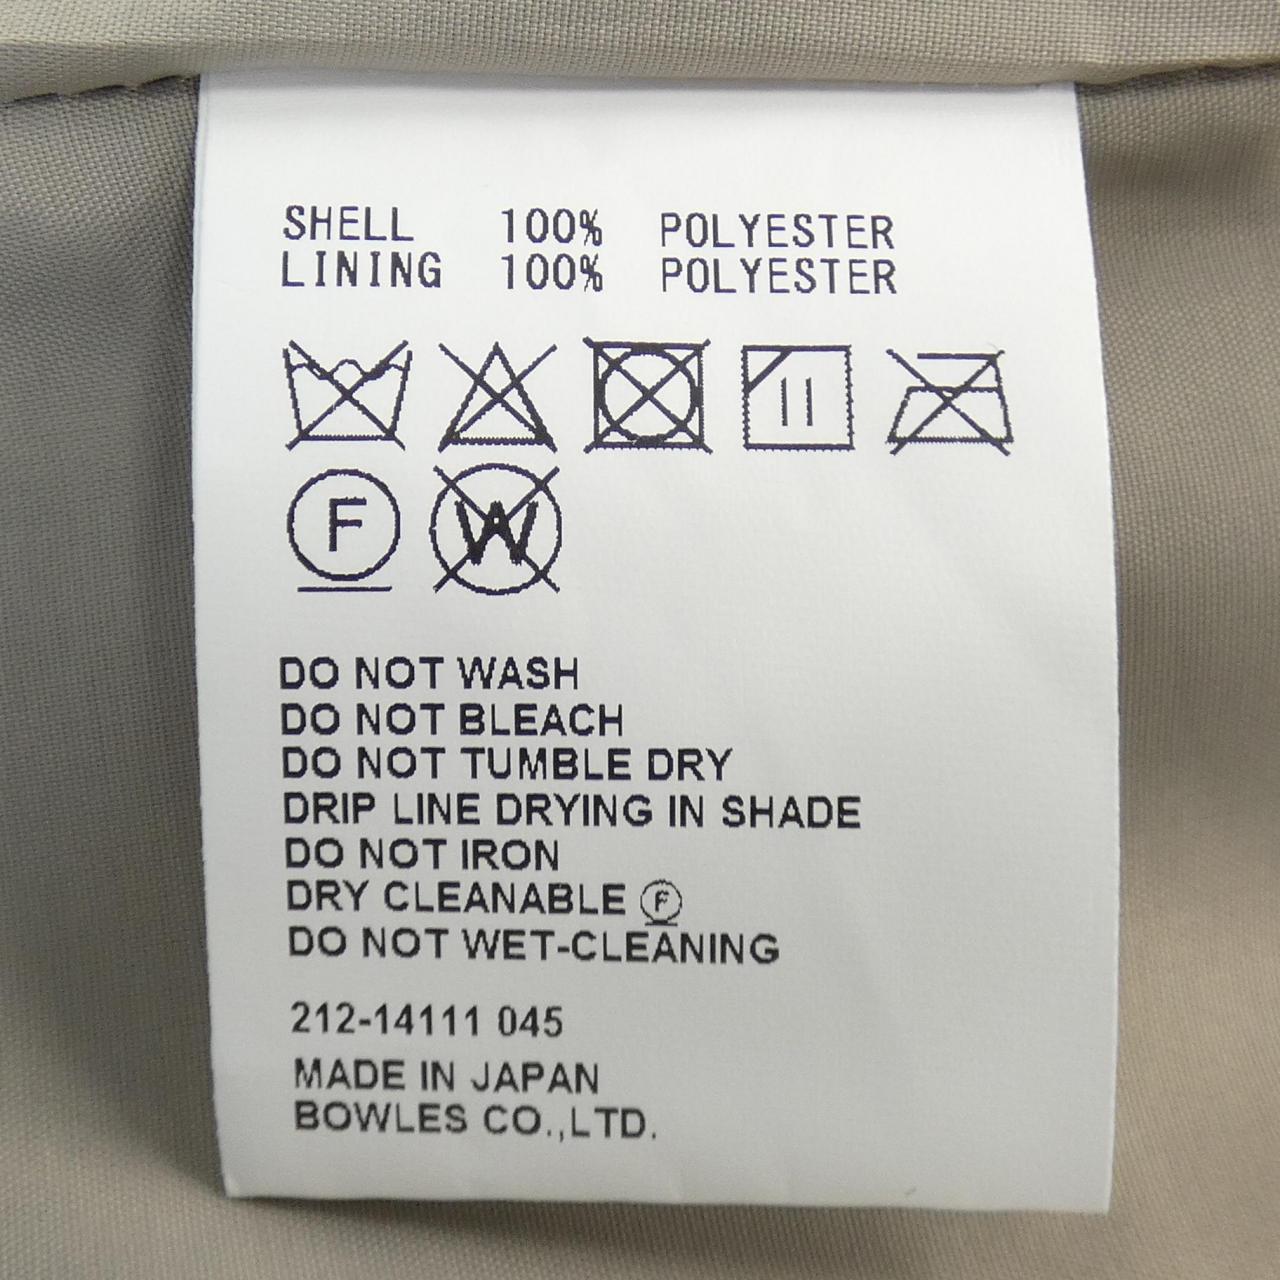 SHELL 100% POLYESTER
LINING 100% POLYESTER
F W
DO NOT WASH
DO NOT BLEACH
DO NOT TUMBLE DRY
DRIP LINE DRYING IN SHADE
DO NOT IRON
DRY CLEANABLE Ⓕ
DO NOT WET-CLEANING
212-14111 045
MADE IN JAPAN
BOWLES CO.,LTD.